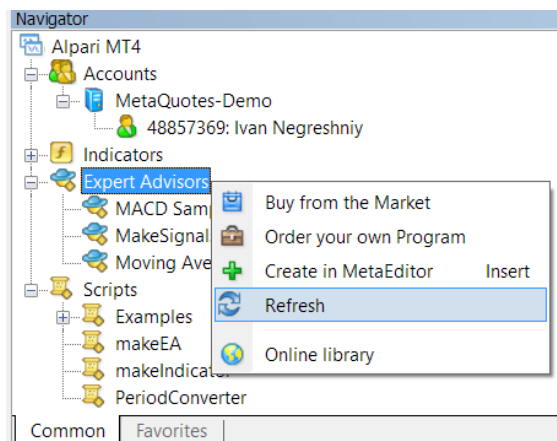 Navigator
Alpari MT4
Accounts
MetaQuotes-Demo
48857369: Ivan Negreshniy
Indicators
Expert Advisors
MACD Sam
MakeSignal
Moving Ave
Scripts
Examples
makeEA
makeIndicator
PeriodConverter
Buy from the Market
Order your own Program
Create in MetaEditor Insert
Refresh
Online library
Common Favorites